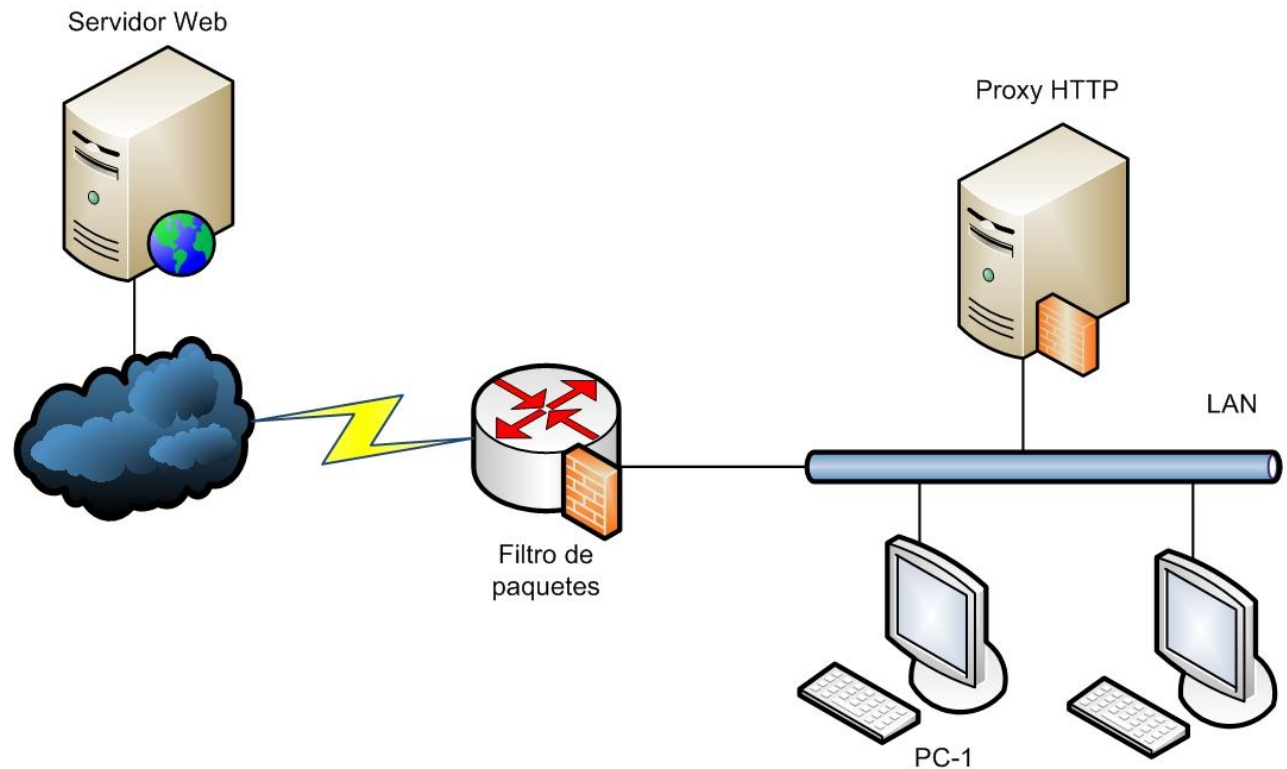 Servidor Web
Proxy HTTP
LAN
Filtro de
paquetes
PC-1